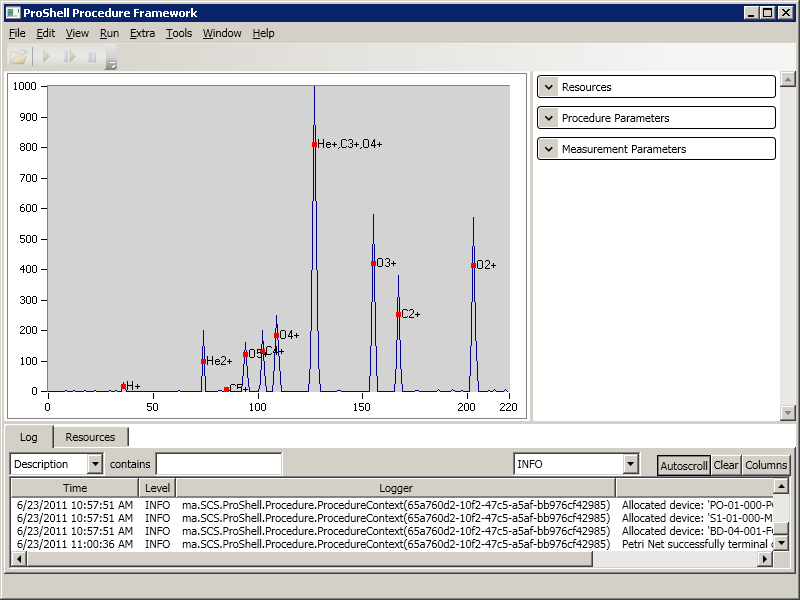 ProShell Procedure Framework
File Edit View Run Extra Tools Window Help
1000
900
800
700
600
500
400
300
200
100
0
He+,C3+,O4+
O3+
O2+
C2+
O4+
C4+
He2+
H+
C5+
0 50 100 150 200 220
Resources
Procedure Parameters
Measurement Parameters
Log Resources
Description contains INFO Autoscroll Clear Columns
Time Level Logger
6/23/2011 10:57:51 AM INFO ma.SCS.ProShell.Procedure.ProcedureContext(65a760d2-10f2-47c5-a5af-bb976cf42985) Allocated device: 'PO-01-000-P
6/23/2011 10:57:51 AM INFO ma.SCS.ProShell.Procedure.ProcedureContext(65a760d2-10f2-47c5-a5af-bb976cf42985) Allocated device: 'S1-01-000-M
6/23/2011 10:57:51 AM INFO ma.SCS.ProShell.Procedure.ProcedureContext(65a760d2-10f2-47c5-a5af-bb976cf42985) Allocated device: 'BD-04-001-F
6/23/2011 11:00:36 AM INFO ma.SCS.ProShell.Procedure.ProcedureContext(65a760d2-10f2-47c5-a5af-bb976cf42985) Petri Net successfully terminal